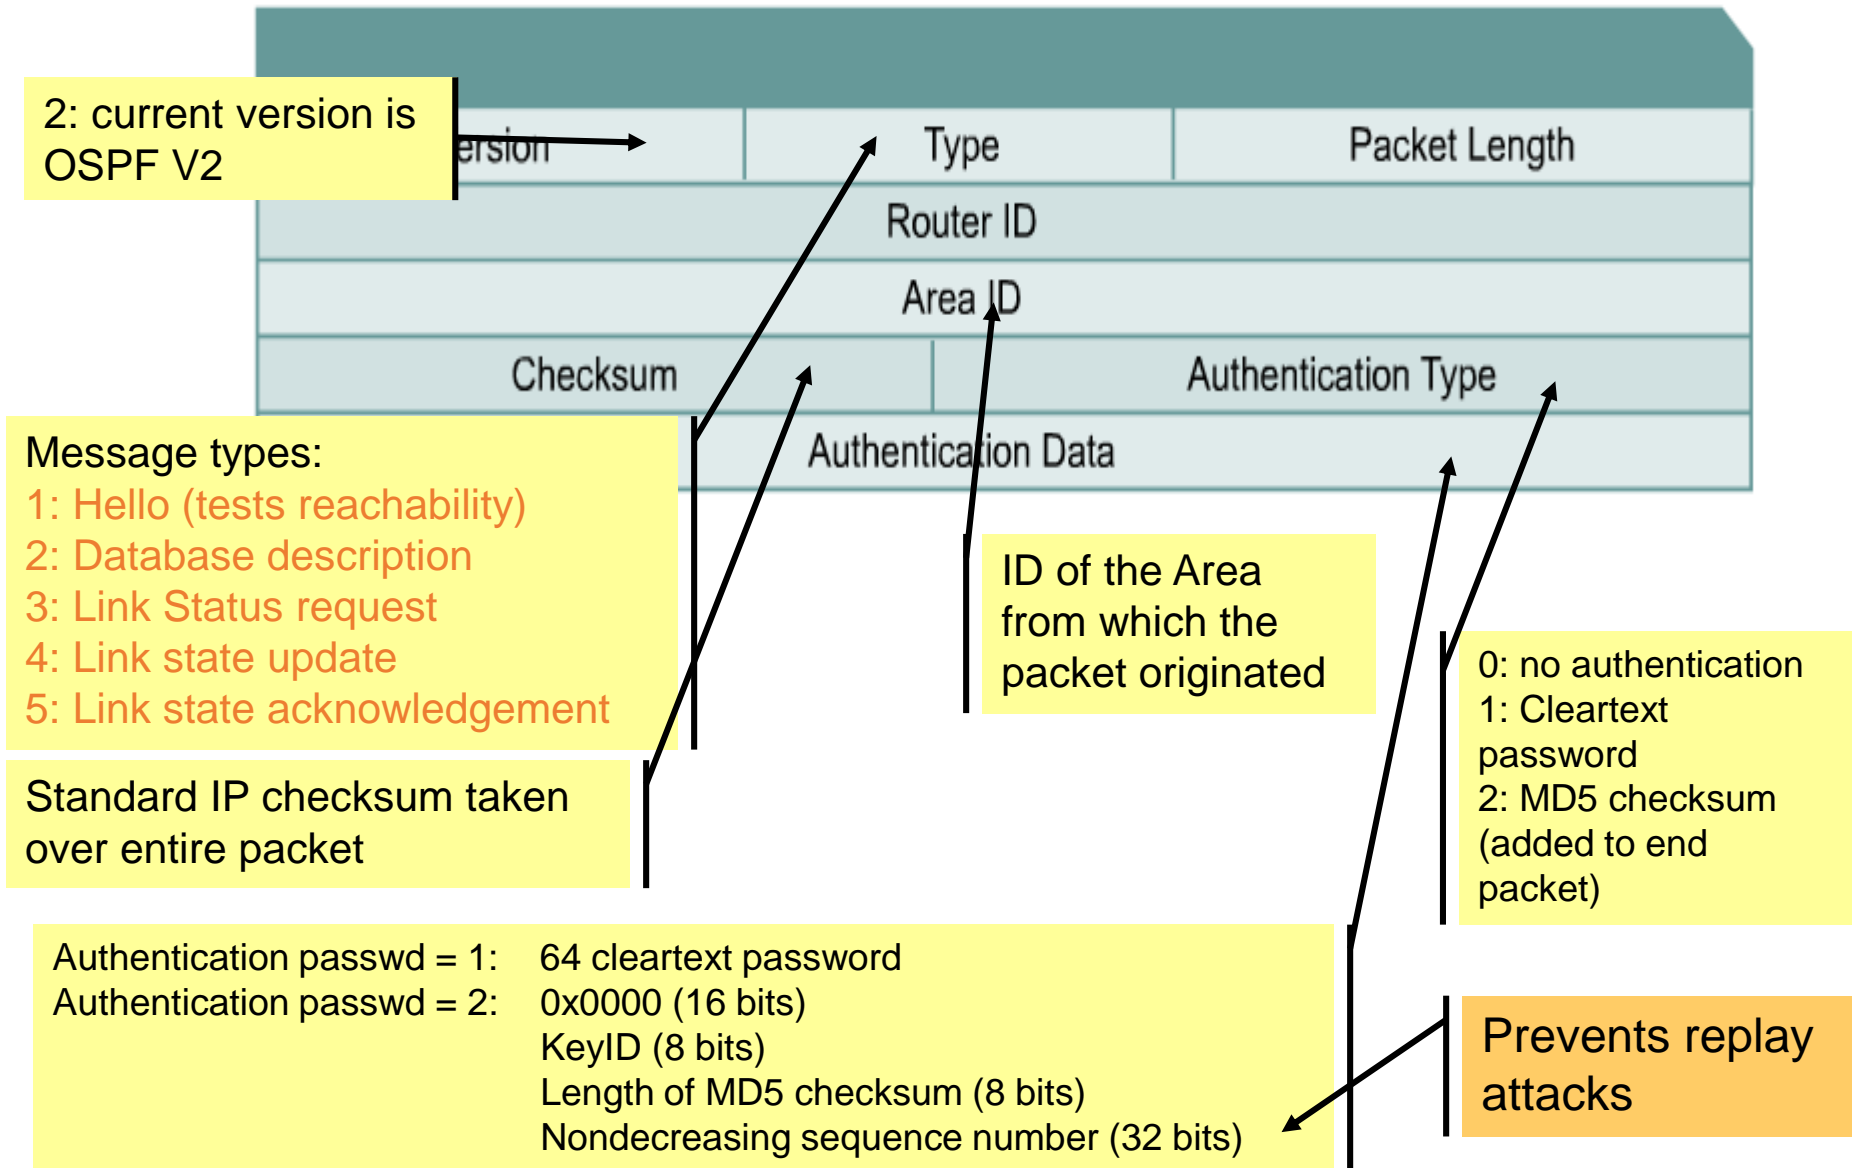 2: current version is
OSPF V2
ersion
Type
Packet Length
Router ID
Area ID
Checksum
Authentication Type
Authentication Data
Message types:
1: Hello (tests reachability)
2: Database description
3: Link Status request
4: Link state update
5: Link state acknowledgement
ID of the Area
from which the
packet originated
0: no authentication
1: Cleartext
password
2: MD5 checksum
(added to end
packet)
Standard IP checksum taken
over entire packet
Authentication passwd = 1: 64 cleartext password
Authentication passwd = 2: 0x0000 (16 bits)
KeyID (8 bits)
Length of MD5 checksum (8 bits)
Nondecreasing sequence number (32 bits)
Prevents replay
attacks